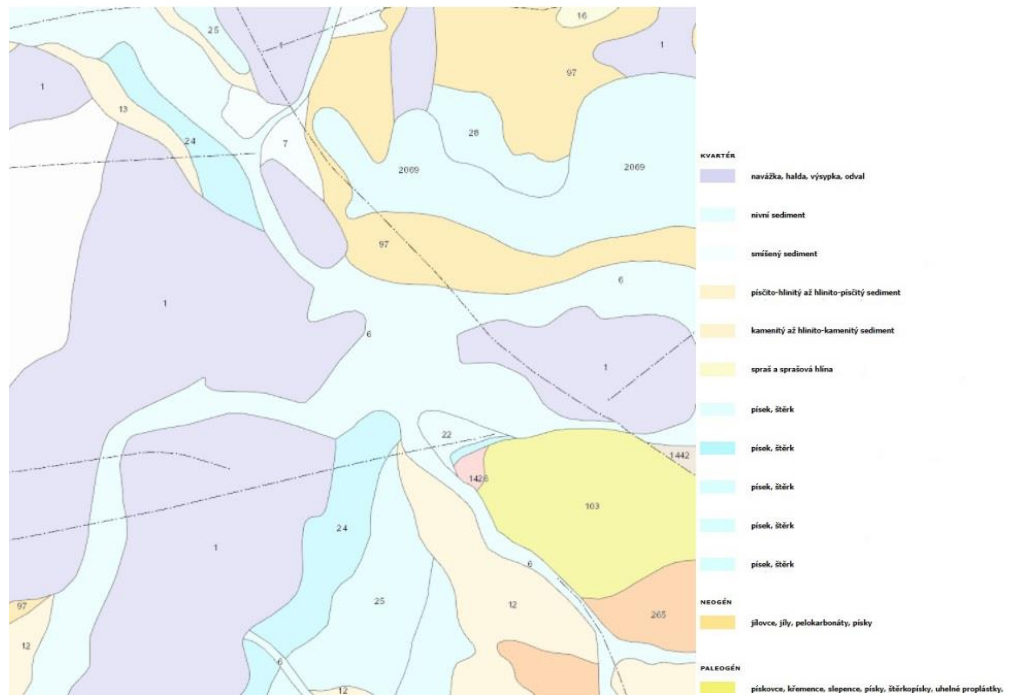 16
25
1
1
97
1
13
28
24
7
2069
2069
97
6
1
6
1
22
1442
1426
103
24
1
6
25
12
97
265
12
6
12
KVARTÉR
navážka, halda, výsypka, odval
nivní sediment
smíšený sediment
písčito-hlinitý až hlinito-písčitý sediment
kamenitý až hlinito-kamenitý sediment
spraš a sprašová hlína
písek, štěrk
písek, štěrk
písek, štěrk
písek, štěrk
písek, štěrk
NEOGÉN
jílovce, jíly, pelokarbonáty, písky
PALEOGÉN
pískovce, křemence, slepence, písky, štěrkopísky, uhelné proplástky,